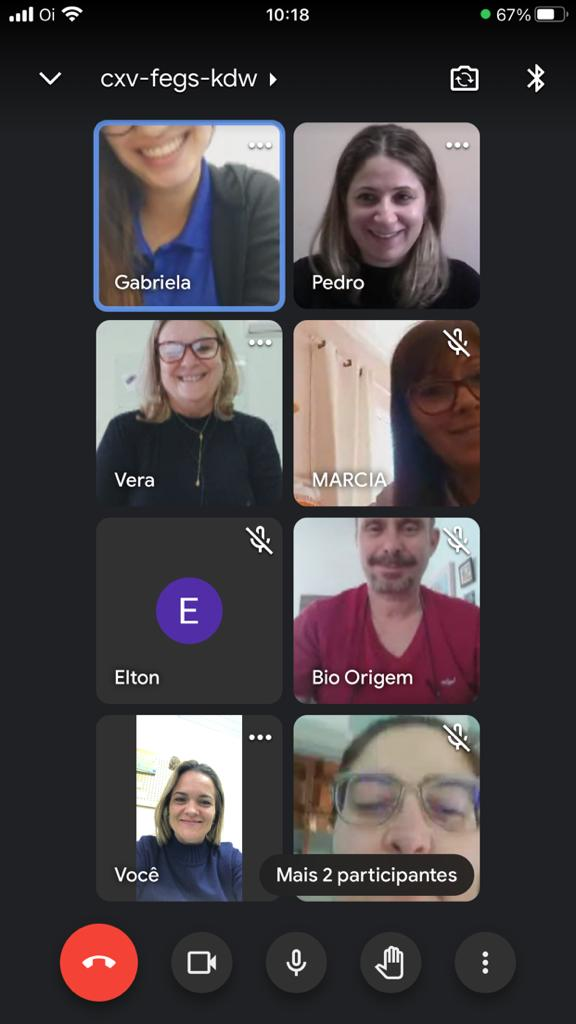 Oi 10:18 67%
cxv-fegs-kdw
Gabriela
Pedro
Vera
MARCIA
E
Elton
Bio Origem
Você
Mais 2 participantes